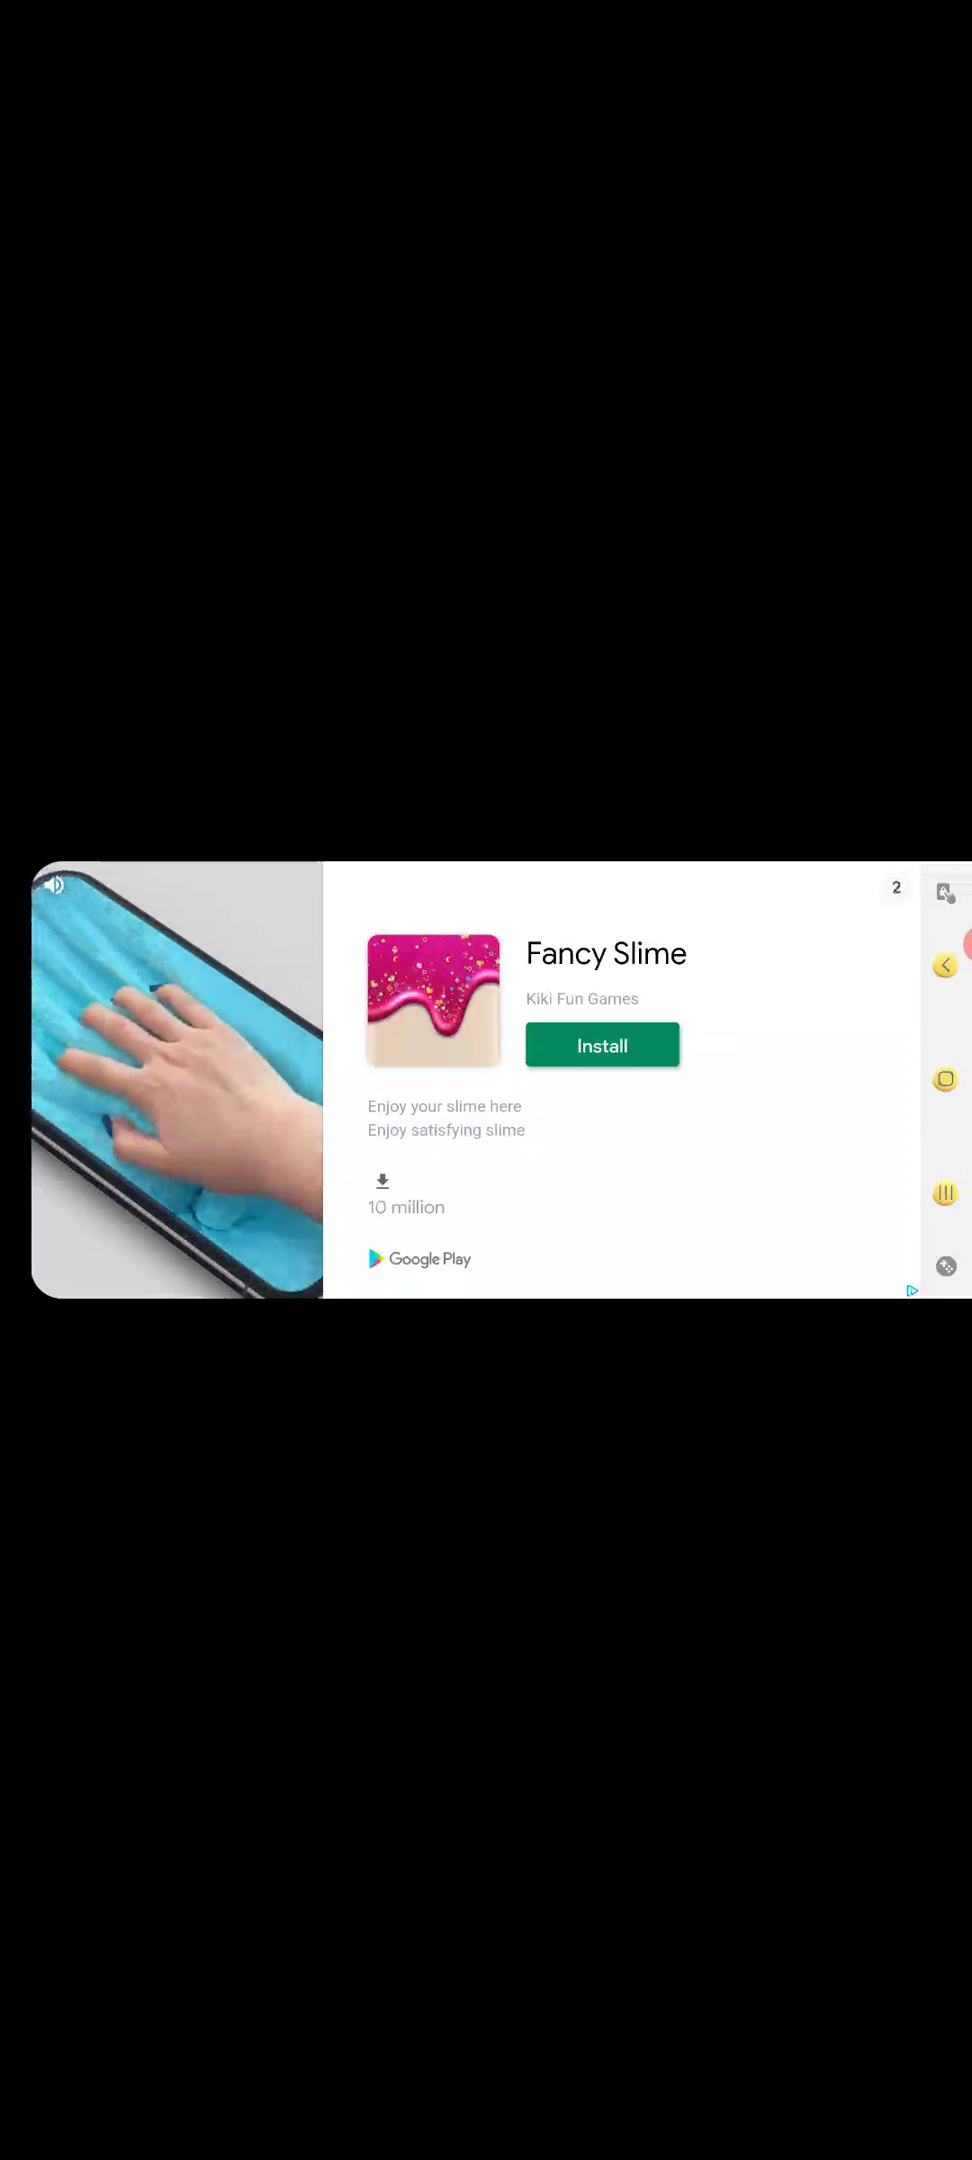 2
Fancy Slime
Kiki Fun Games
Install
Enjoy your slime here
Enjoy satisfying slime
10 million
Google Play